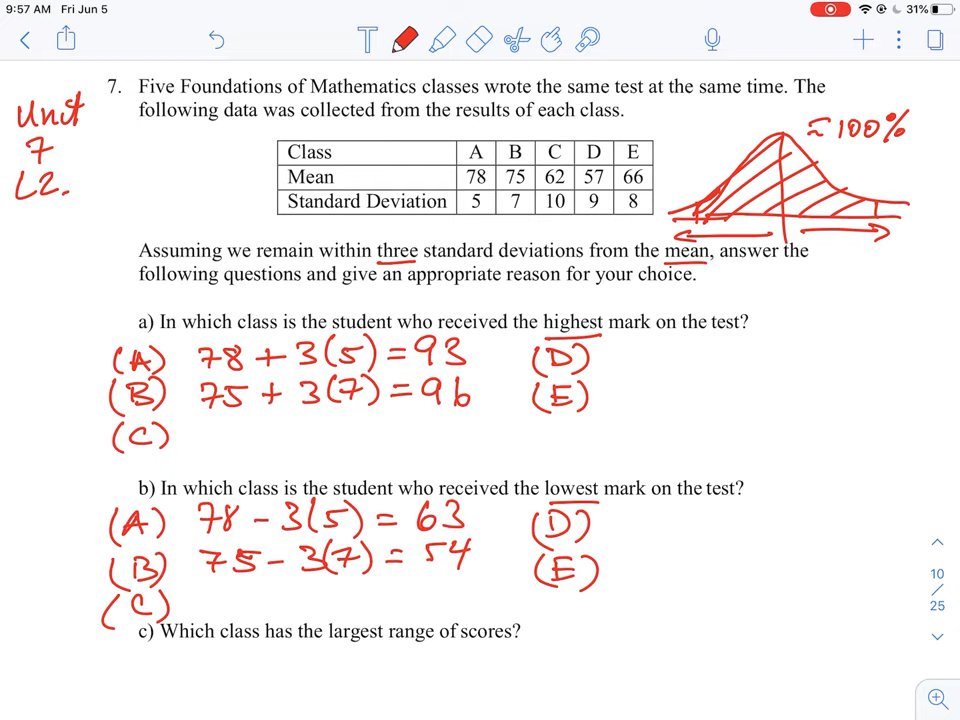 9:57 AM Fri Jun 5 31%
7. Five Foundations of Mathematics classes wrote the same test at the same time. The
following data was collected from the results of each class.
Unit
7
L2.
≈100%
Class A B C D E
Mean 78 75 62 57 66
Standard Deviation 5 7 10 9 8
Assuming we remain within three standard deviations from the mean, answer the
following questions and give an appropriate reason for your choice.
a) In which class is the student who received the highest mark on the test?
(A) 78 + 3(5) = 93 (D)
(B) 75 + 3(7) = 96 (E)
(C)
b) In which class is the student who received the lowest mark on the test?
(A) 78 - 3(5) = 63 (D)
(B) 75 - 3(7) = 54 (E)
(C)
c) Which class has the largest range of scores?
10
/
25